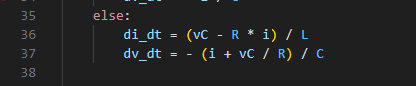 35 else:
36 di_dt = (vC - R * i) / L
37 dv_dt = - (i + vC / R) / C
38